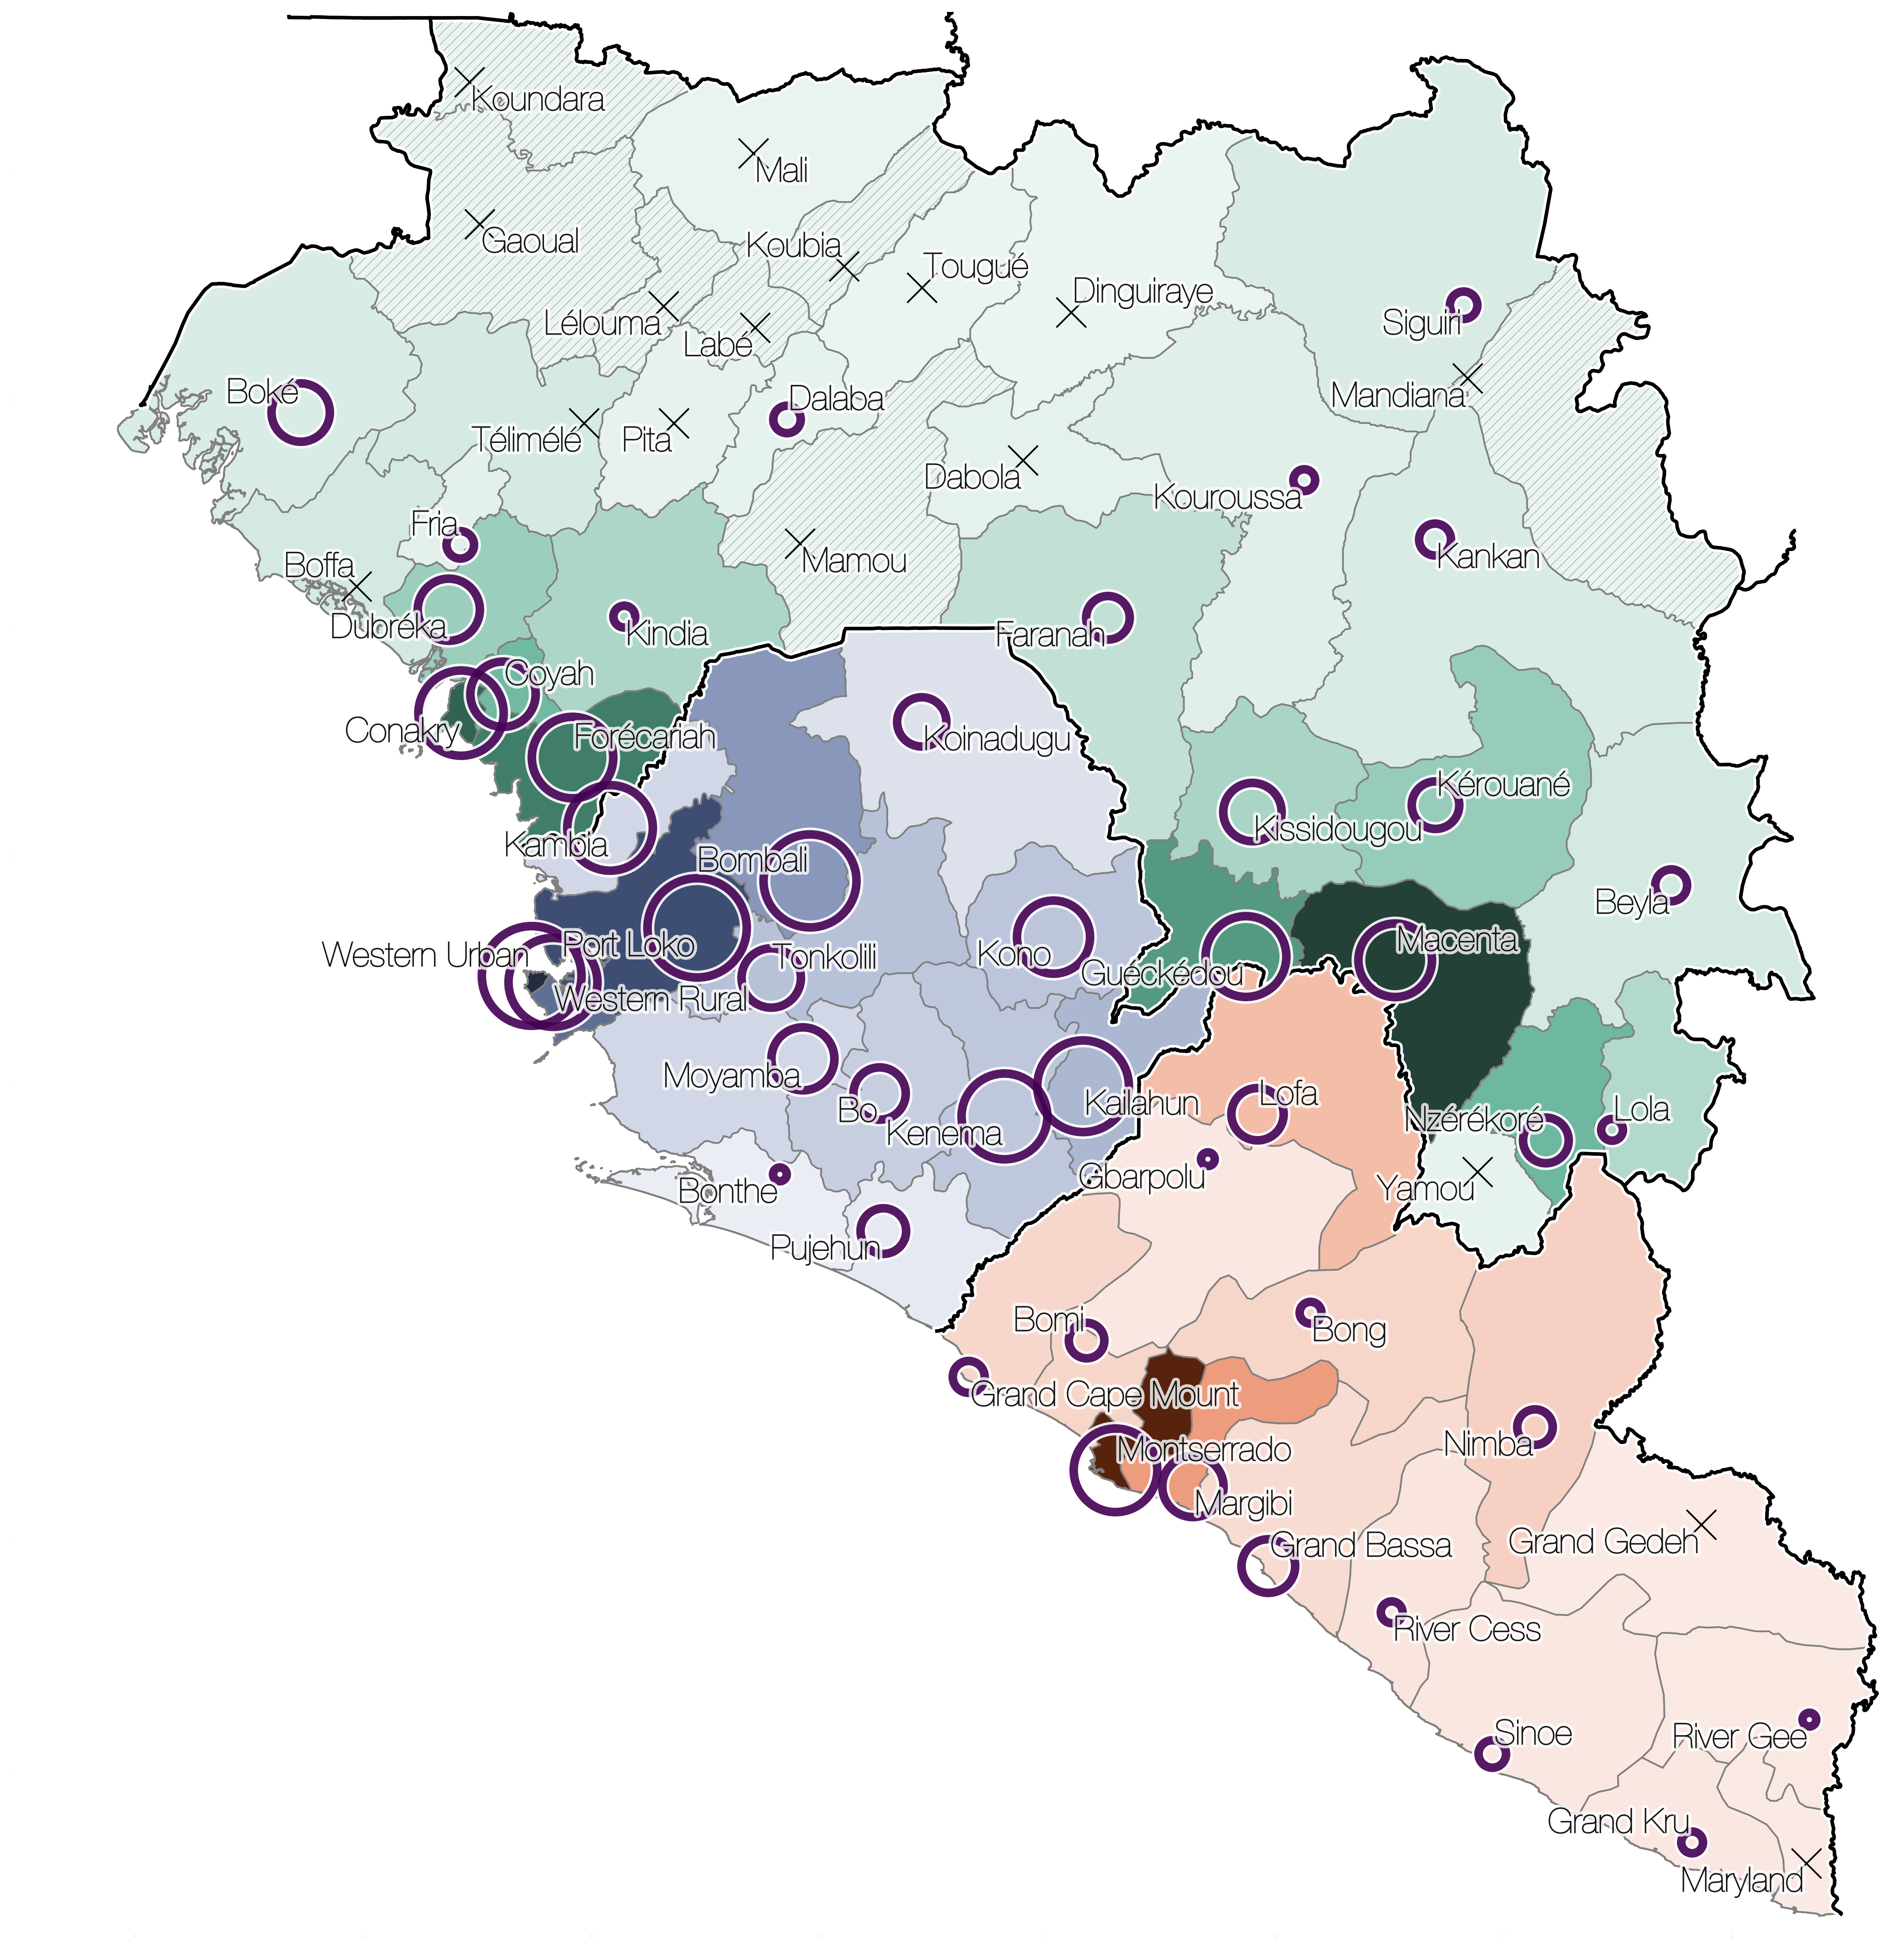 Koundara
Mali
Gaoual
Koubia
Tougué
Dinguiraye
Lélouma
Labé
Siguiri
Mandiana
Boké
Dalaba
Télimélé
Pita
Dabola
Kouroussa
Fria
Kankan
Boffa
Mamou
Dubréka
Kindia
Faranah
Coyah
Conakry
Forécariah
Koinadugu
Kérouané
Kissidougou
Kambia
Bombali
Beyla
Port Loko
Western Urban
Tonkolili
Kono
Guéckédou
Macenta
Western Rural
Moyamba
Bo
Kenema
Kailahun
Lofa
Nzérékoré
Lola
Gbarpolu
Yamou
Bonthe
Pujehun
Bomi
Bong
Grand Cape Mount
Montserrado
Nimba
Margibi
Grand Bassa
Grand Gedeh
River Cess
Sinoe
River Gee
Grand Kru
Maryland